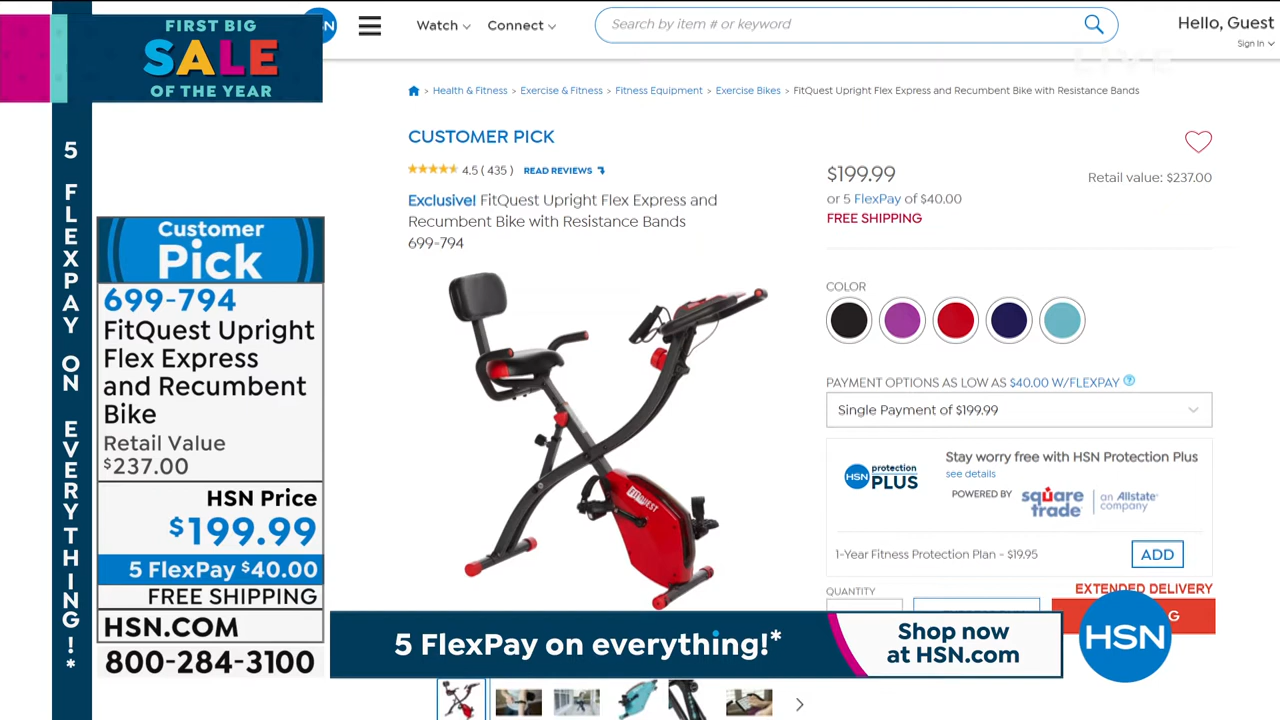 FIRST BIG
SALE
OF THE YEAR
5 FLEXPAY ON EVERYTHING!*
Watch
Connect
Search by item # or keyword
Hello, Guest
Sign In
LIVE
> Health & Fitness > Exercise & Fitness > Fitness Equipment > Exercise Bikes > FitQuest Upright Flex Express and Recumbent Bike with Resistance Bands
CUSTOMER PICK
4.5 ( 435 ) READ REVIEWS
Exclusive! FitQuest Upright Flex Express and
Recumbent Bike with Resistance Bands
699-794
$199.99
Retail value: $237.00
or 5 FlexPay of $40.00
FREE SHIPPING
COLOR
PAYMENT OPTIONS AS LOW AS $40.00 W/FLEXPAY ?
Single Payment of $199.99
HSN protection PLUS
Stay worry free with HSN Protection Plus
see details
POWERED BY square trade | an Allstate company
1-Year Fitness Protection Plan - $19.95
ADD
QUANTITY
EXTENDED DELIVERY
FITQUEST
Customer
Pick
699-794
FitQuest Upright
Flex Express
and Recumbent
Bike
Retail Value
$237.00
HSN Price
$199.99
5 FlexPay $40.00
FREE SHIPPING
HSN.COM
800-284-3100
5 FlexPay on everything!*
Shop now
at HSN.com
HSN